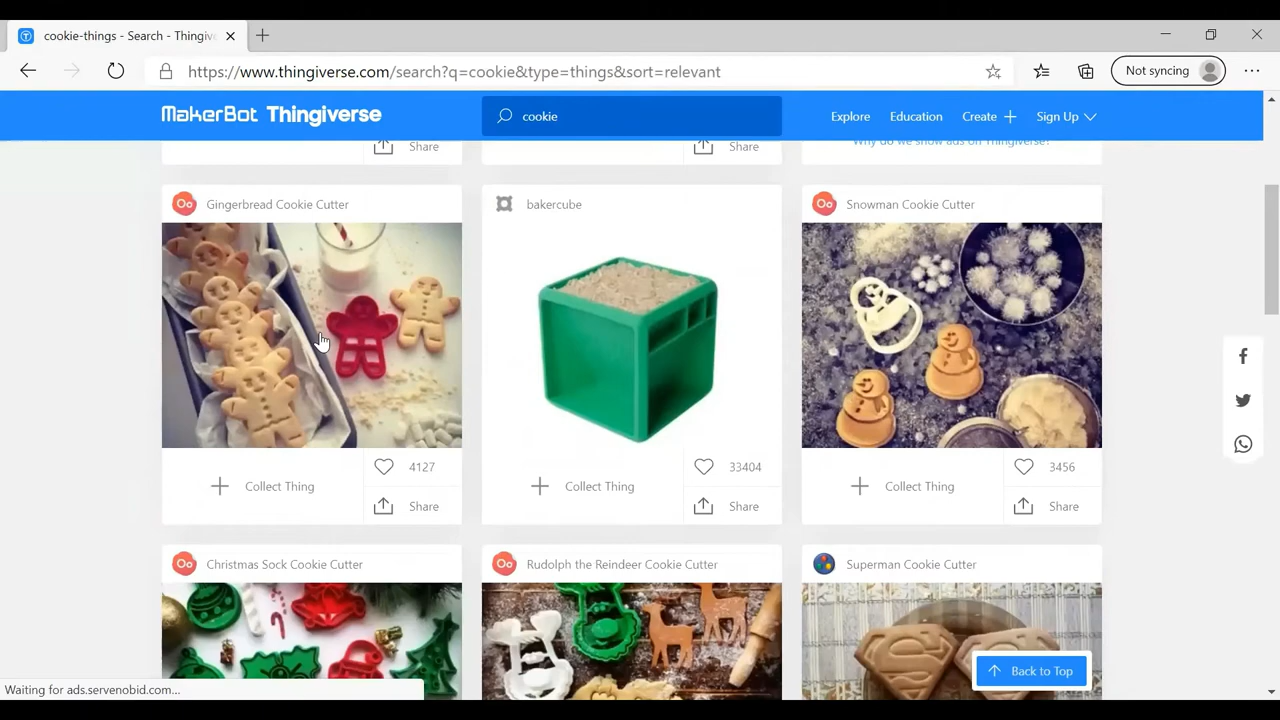 cookie-things - Search - Thingiv
https://www.thingiverse.com/search?q=cookie&type=things&sort=relevant
Not syncing
MakerBot Thingiverse
cookie
Explore
Education
Create
Sign Up
Share
Share
Why do we show ads on Thingiverse?
Gingerbread Cookie Cutter
bakercube
Snowman Cookie Cutter
4127
Collect Thing
Share
33404
Collect Thing
Share
3456
Collect Thing
Share
Christmas Sock Cookie Cutter
Rudolph the Reindeer Cookie Cutter
Superman Cookie Cutter
Back to Top
Waiting for ads.servenobid.com...